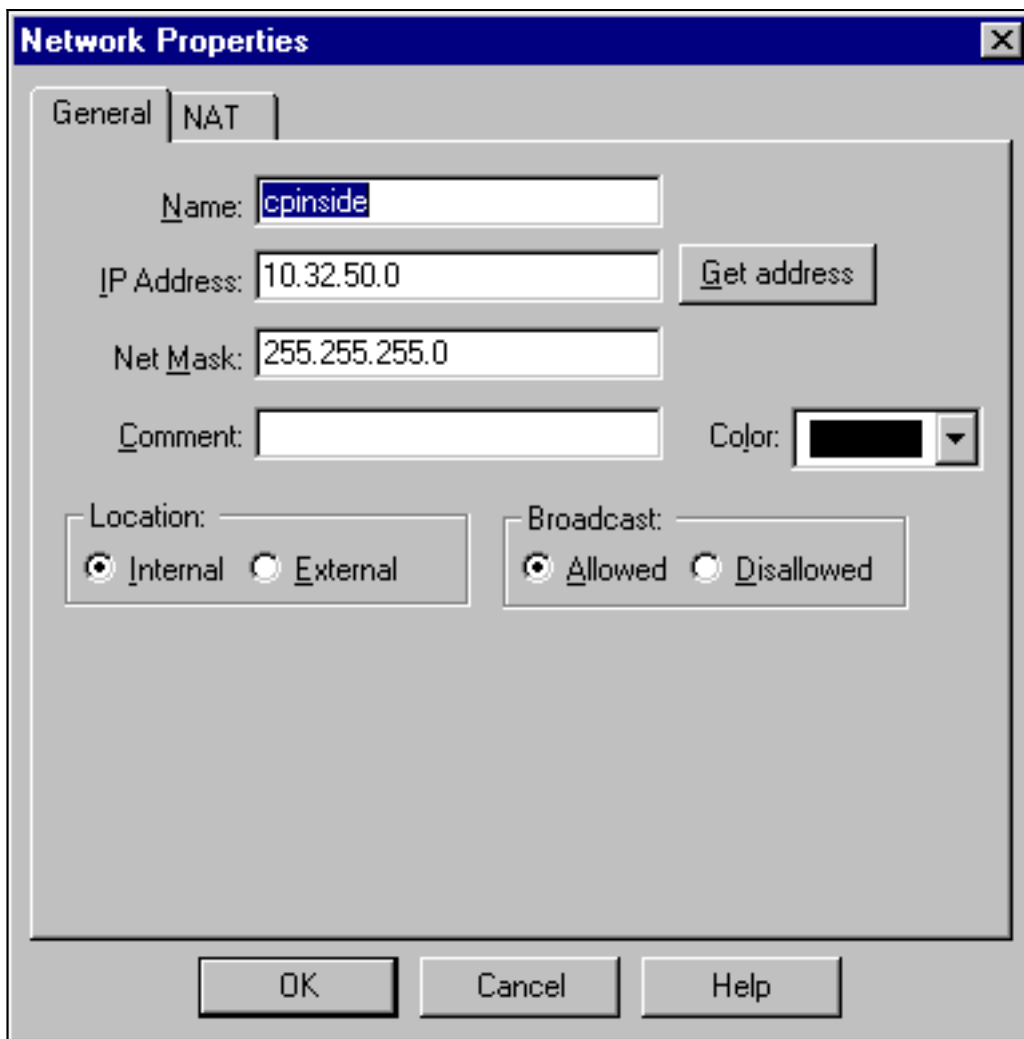 Network Properties
General NAT
Name: cpinside
IP Address: 10.32.50.0 Get address
Net Mask: 255.255.255.0
Comment: Color:
Location: Broadcast:
Internal External Allowed Disallowed
OK Cancel Help